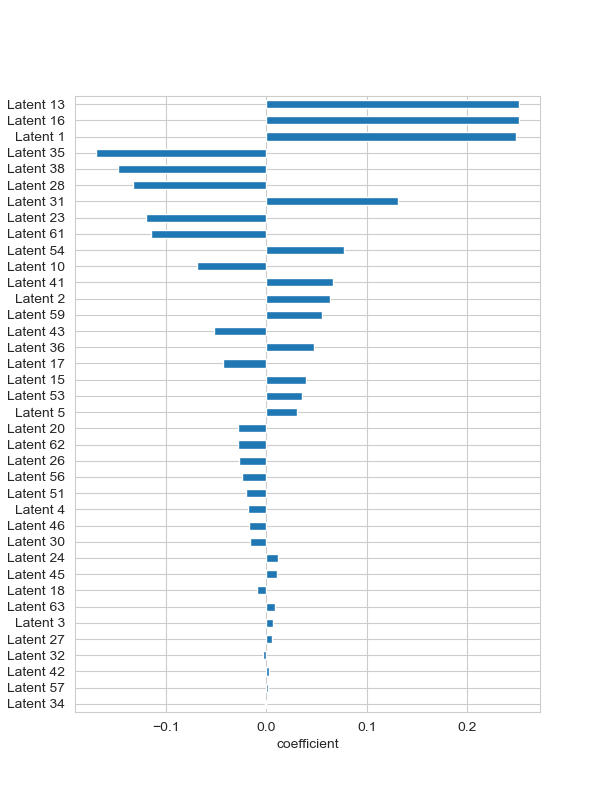 Latent 13
Latent 16
Latent 1
Latent 35
Latent 38
Latent 28
Latent 31
Latent 23
Latent 61
Latent 54
Latent 10
Latent 41
Latent 2
Latent 59
Latent 43
Latent 36
Latent 17
Latent 15
Latent 53
Latent 5
Latent 20
Latent 62
Latent 26
Latent 56
Latent 51
Latent 4
Latent 46
Latent 30
Latent 24
Latent 45
Latent 18
Latent 63
Latent 3
Latent 27
Latent 32
Latent 42
Latent 57
Latent 34
−0.1 0.0 0.1 0.2
coefficient